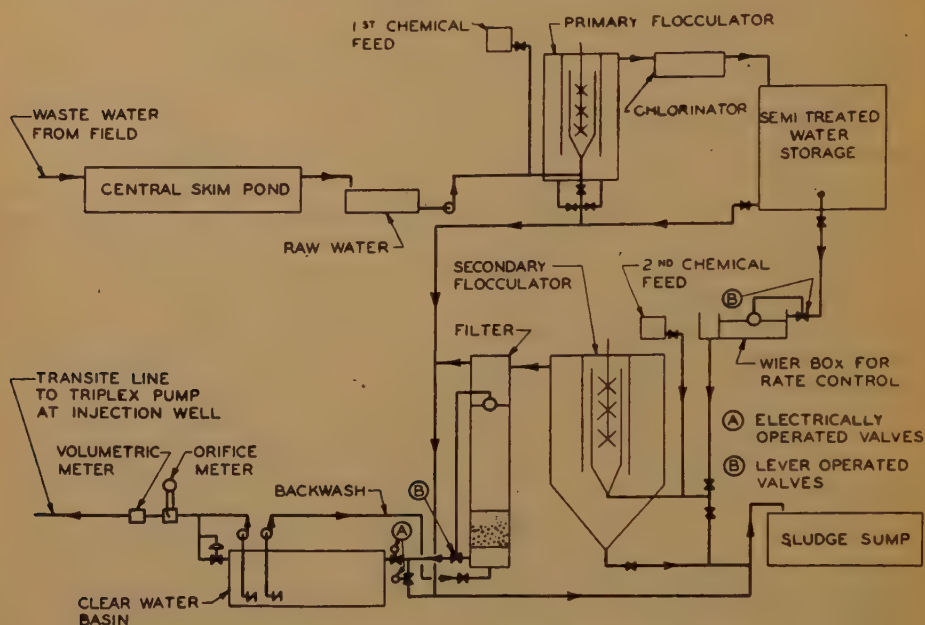 1ST CHEMICAL
FEED
PRIMARY FLOCCULATOR
CHLORINATOR
SEMI TREATED
WATER
STORAGE
WASTE WATER
FROM FIELD
CENTRAL SKIM POND
RAW WATER
SECONDARY
FLOCCULATOR
2ND CHEMICAL
FEED
B
FILTER
WIER BOX FOR
RATE CONTROL
TRANSITE LINE
TO TRIPLEX PUMP
AT INJECTION WELL
A ELECTRICALLY
OPERATED VALVES
B LEVER OPERATED
VALVES
VOLUMETRIC
METER
ORIFICE
METER
BACKWASH
B
A
SLUDGE SUMP
CLEAR WATER
BASIN